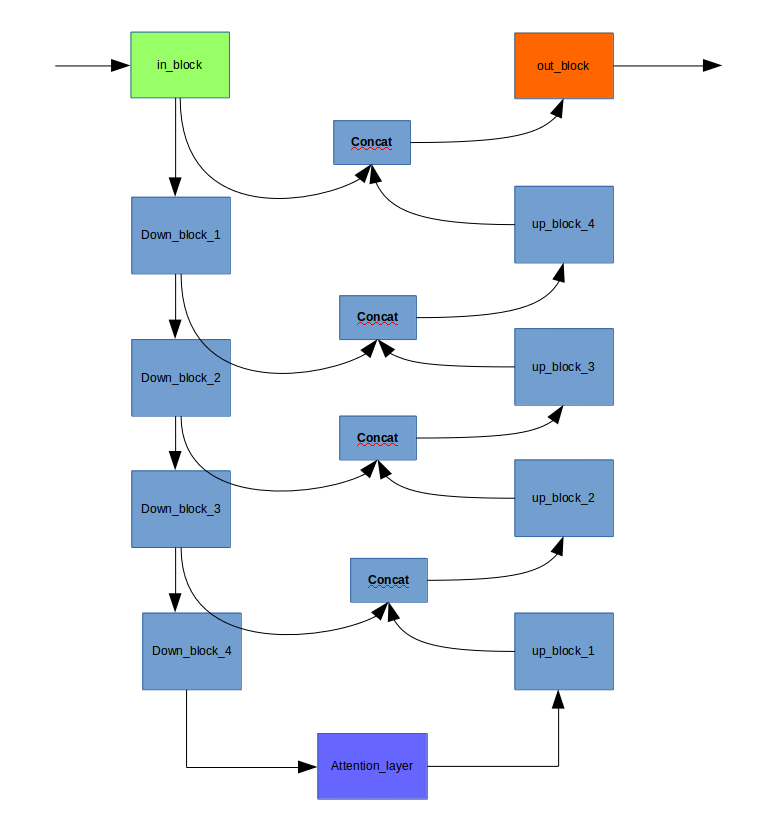 in_block
out_block
Concat
Down_block_1
up_block_4
Concat
Down_block_2
up_block_3
Concat
Down_block_3
up_block_2
Concat
Down_block_4
up_block_1
Attention_layer